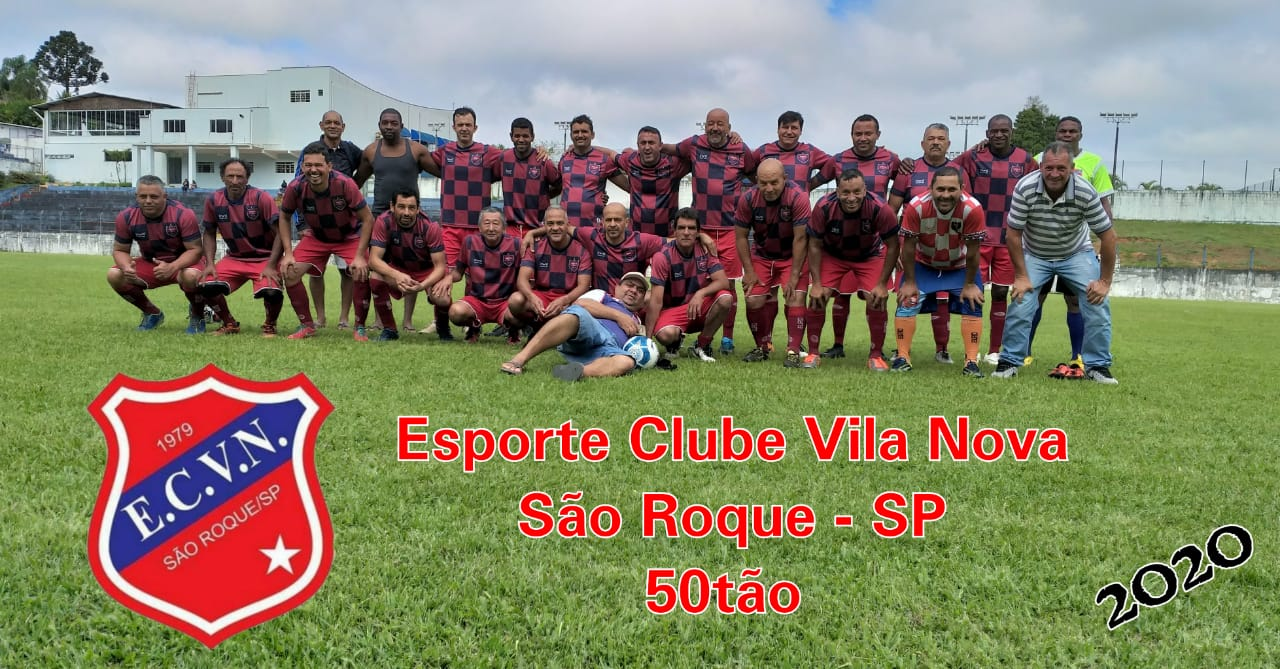 1979
E.C.V.N.
SÃO ROQUE/SP
Esporte Clube Vila Nova
São Roque - SP
50tão
2020